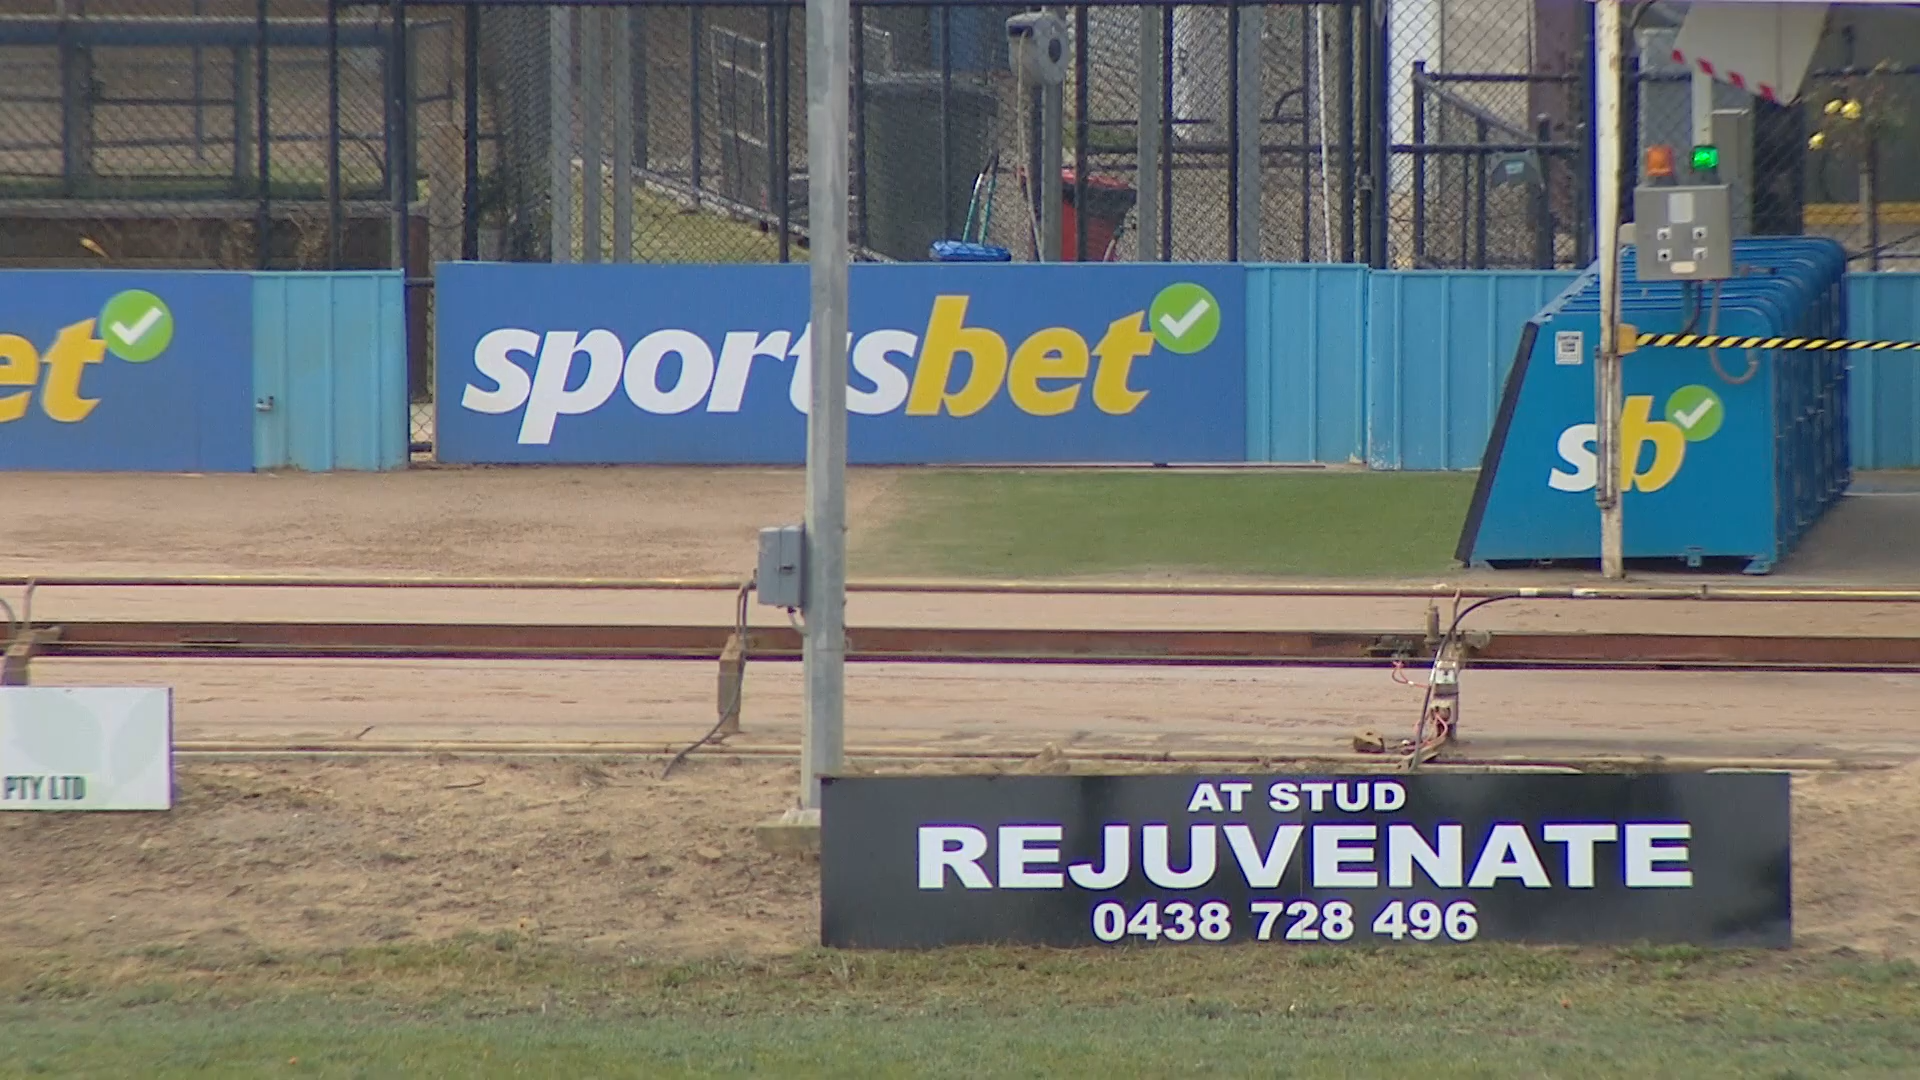 et
sportsbet
sb
PTY LTD
AT STUD
REJUVENATE
0438 728 496